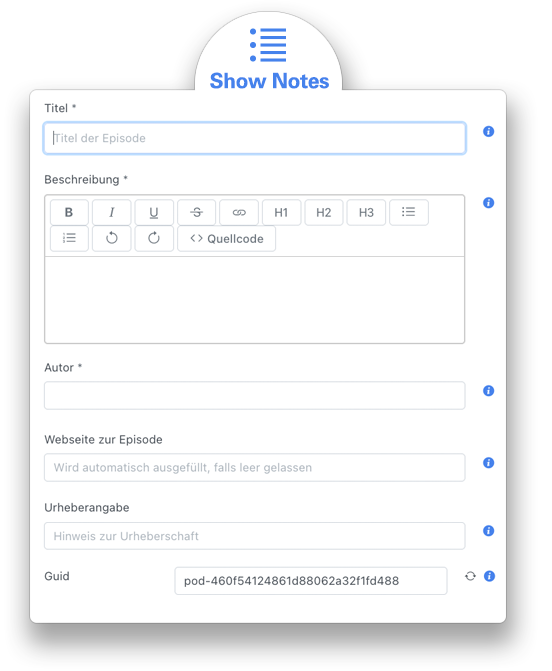 Show Notes
Titel *
Titel der Episode
Beschreibung *
B I U S H1 H2 H3
<> Quellcode
Autor *
Webseite zur Episode
Wird automatisch ausgefüllt, falls leer gelassen
Urheberangabe
Hinweis zur Urheberschaft
Guid pod-460f54124861d88062a32f1fd488